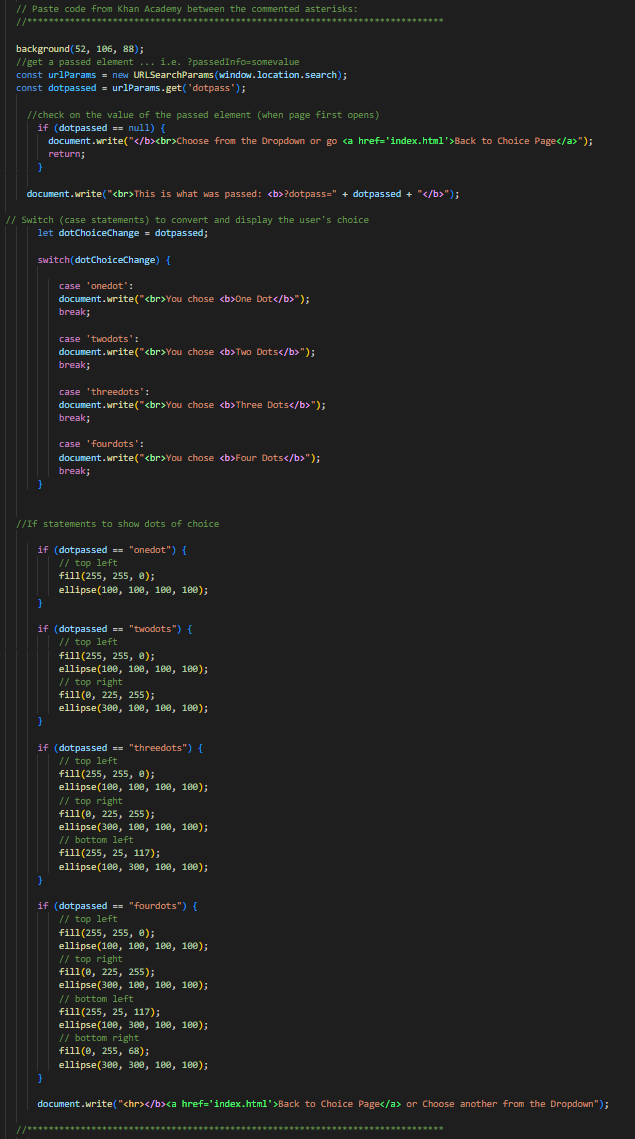 // Paste code from Khan Academy between the commented asterisks:
//******************************************************************************
background(52, 106, 88);
//get a passed element ... i.e. ?passedInfo=somevalue
const urlParams = new URLSearchParams(window.location.search);
const dotpassed = urlParams.get('dotpass');
//check on the value of the passed element (when page first opens)
if (dotpassed == null) {
document.write("</b><br>Choose from the Dropdown or go <a href='index.html'>Back to Choice Page</a>");
return;
}
document.write("<br>This is what was passed: <b>?dotpass=" + dotpassed + "</b>");
// Switch (case statements) to convert and display the user's choice
let dotChoiceChange = dotpassed;
switch(dotChoiceChange) {
case 'onedot':
document.write("<br>You chose <b>One Dot</b>");
break;
case 'twodots':
document.write("<br>You chose <b>Two Dots</b>");
break;
case 'threedots':
document.write("<br>You chose <b>Three Dots</b>");
break;
case 'fourdots':
document.write("<br>You chose <b>Four Dots</b>");
break;
}
//If statements to show dots of choice
if (dotpassed == "onedot") {
// top left
fill(255, 255, 0);
ellipse(100, 100, 100, 100);
}
if (dotpassed == "twodots") {
// top left
fill(255, 255, 0);
ellipse(100, 100, 100, 100);
// top right
fill(0, 225, 255);
ellipse(300, 100, 100, 100);
}
if (dotpassed == "threedots") {
// top left
fill(255, 255, 0);
ellipse(100, 100, 100, 100);
// top right
fill(0, 225, 255);
ellipse(300, 100, 100, 100);
// bottom left
fill(255, 25, 117);
ellipse(100, 300, 100, 100);
}
if (dotpassed == "fourdots") {
// top left
fill(255, 255, 0);
ellipse(100, 100, 100, 100);
// top right
fill(0, 225, 255);
ellipse(300, 100, 100, 100);
// bottom left
fill(255, 25, 117);
ellipse(100, 300, 100, 100);
// bottom right
fill(0, 255, 68);
ellipse(300, 300, 100, 100);
}
document.write("<hr></b><a href='index.html'>Back to Choice Page</a> or Choose another from the Dropdown");
//******************************************************************************